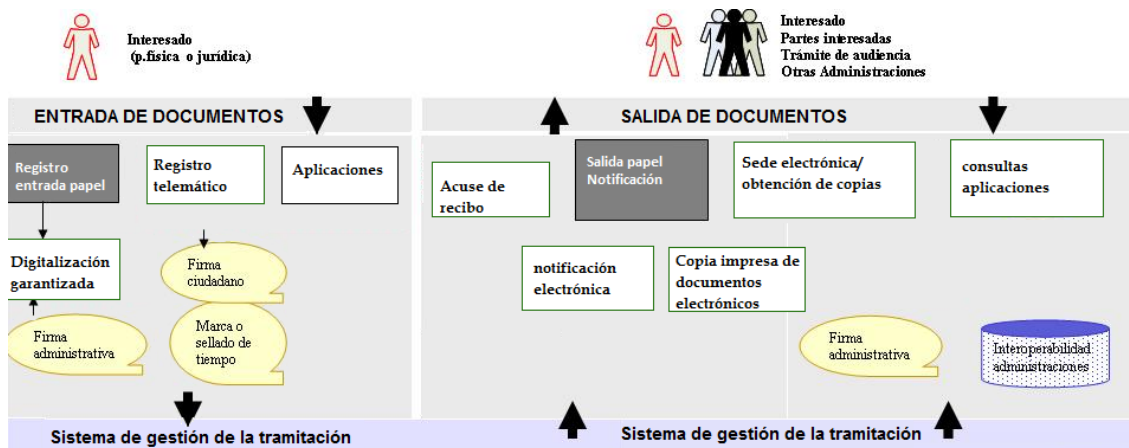 Interesado
(p.física o jurídica)
Interesado
Partes interesadas
Trámite de audiencia
Otras Administraciones
ENTRADA DE DOCUMENTOS
SALIDA DE DOCUMENTOS
Registro
entrada papel
Registro
telemático
Aplicaciones
Digitalización
garantizada
Firma
ciudadano
Firma
administrativa
Marca o
sellado de
tiempo
Acuse de
recibo
Salida papel
Notificación
Sede electrónica/
obtención de copias
consultas
aplicaciones
notificación
electrónica
Copia impresa de
documentos
electrónicos
Firma
administrativa
Interoperabilidad
administraciones
Sistema de gestión de la tramitación
Sistema de gestión de la tramitación